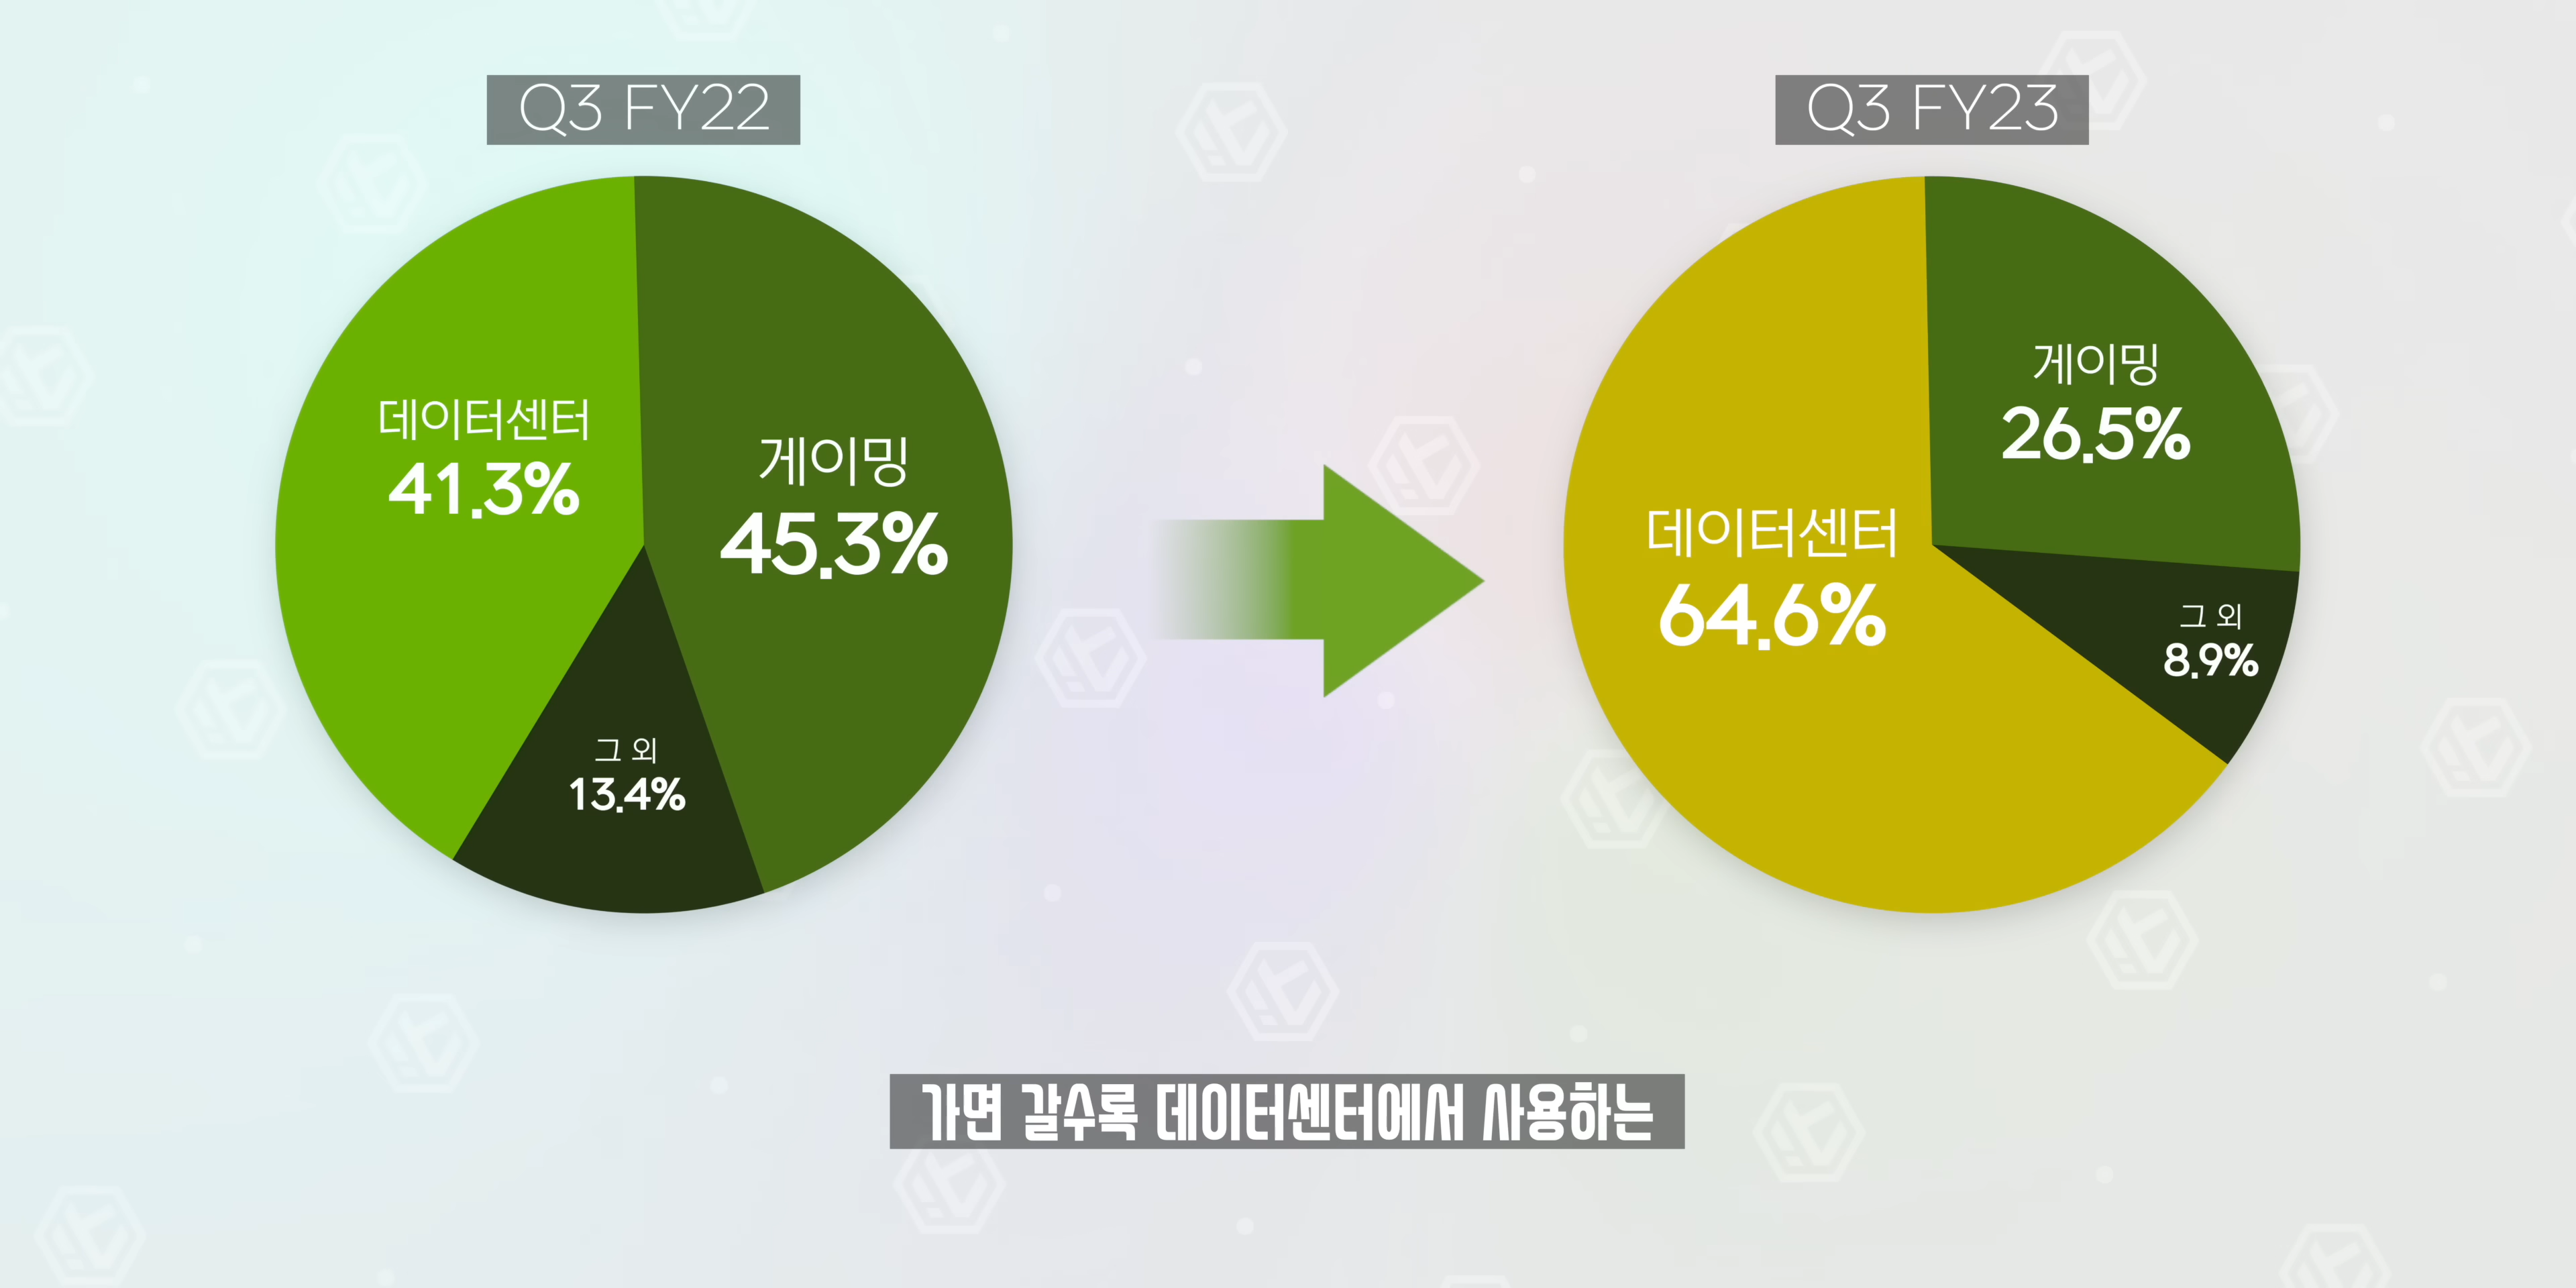 Q3 FY22
데이터센터
41.3%
게이밍
45.3%
그 외
13.4%
Q3 FY23
게이밍
26.5%
데이터센터
64.6%
그 외
8.9%
가면 갈수록 데이터센터에서 사용하는